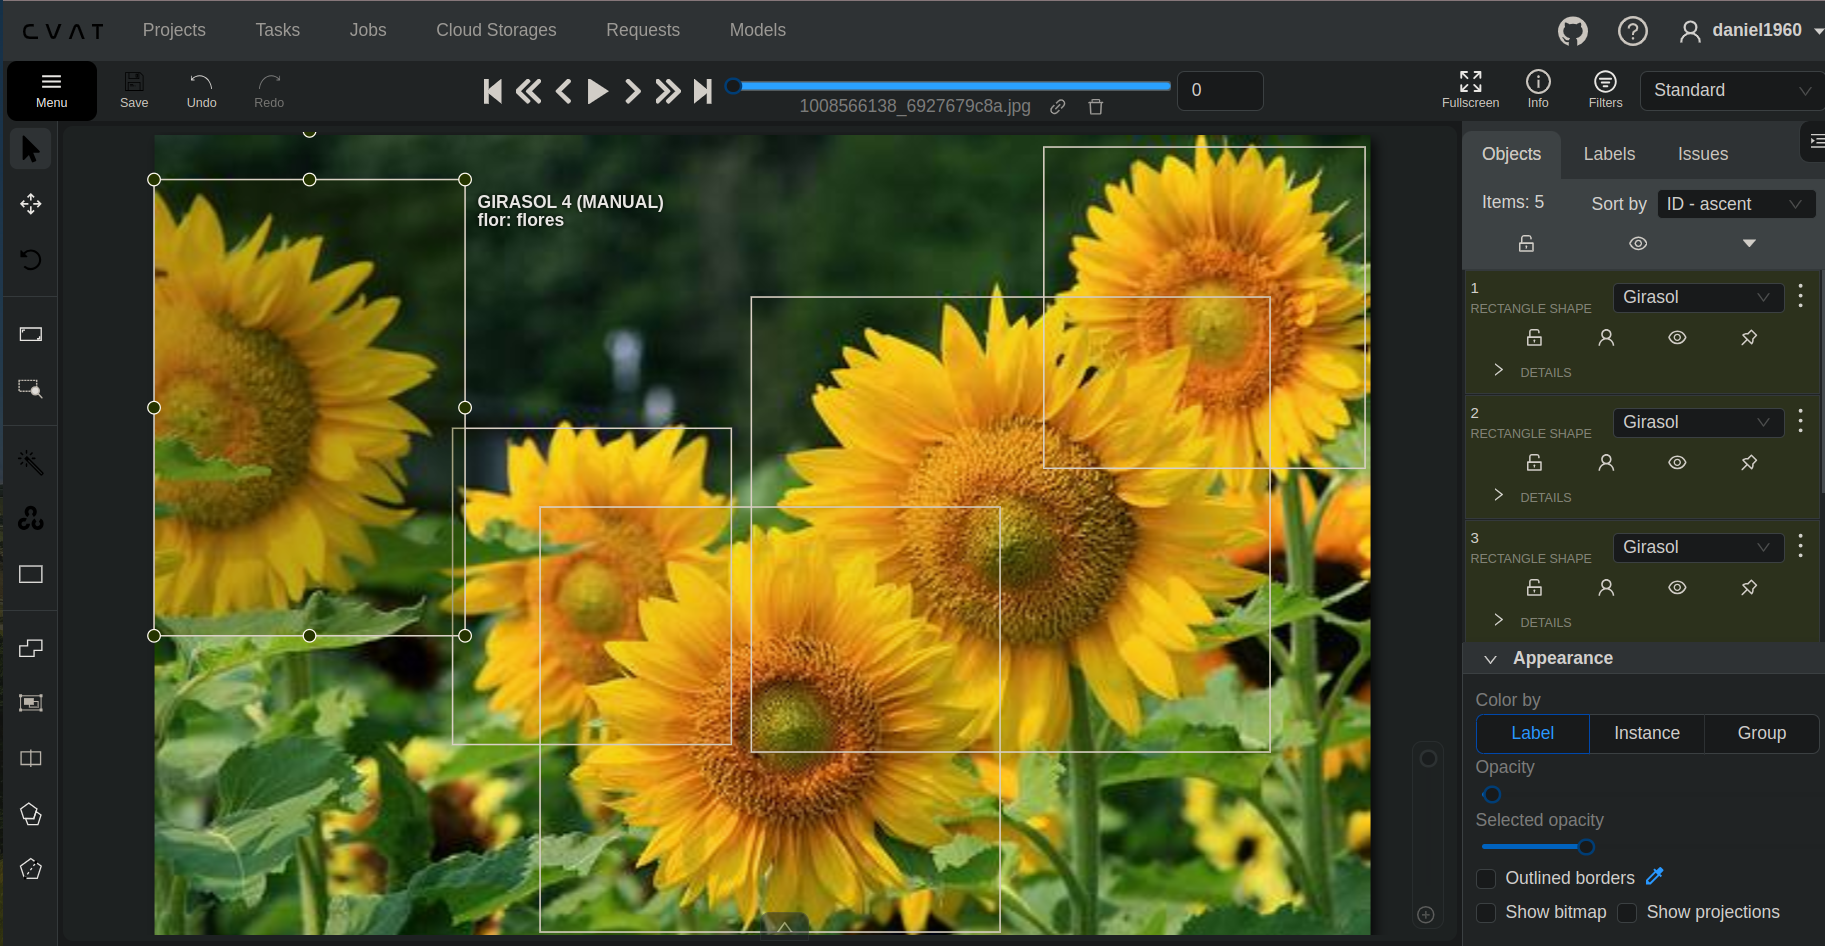 CVAT
Projects
Tasks
Jobs
Cloud Storages
Requests
Models
daniel1960
Menu
Save
Undo
Redo
0
1008566138_6927679c8a.jpg
Fullscreen
Info
Filters
Standard
GIRASOL 4 (MANUAL)
flor: flores
Objects
Labels
Issues
Items: 5
Sort by
ID - ascent
1
RECTANGLE SHAPE
Girasol
DETAILS
2
RECTANGLE SHAPE
Girasol
DETAILS
3
RECTANGLE SHAPE
Girasol
DETAILS
Appearance
Color by
Label
Instance
Group
Opacity
Selected opacity
Outlined borders
Show bitmap
Show projections